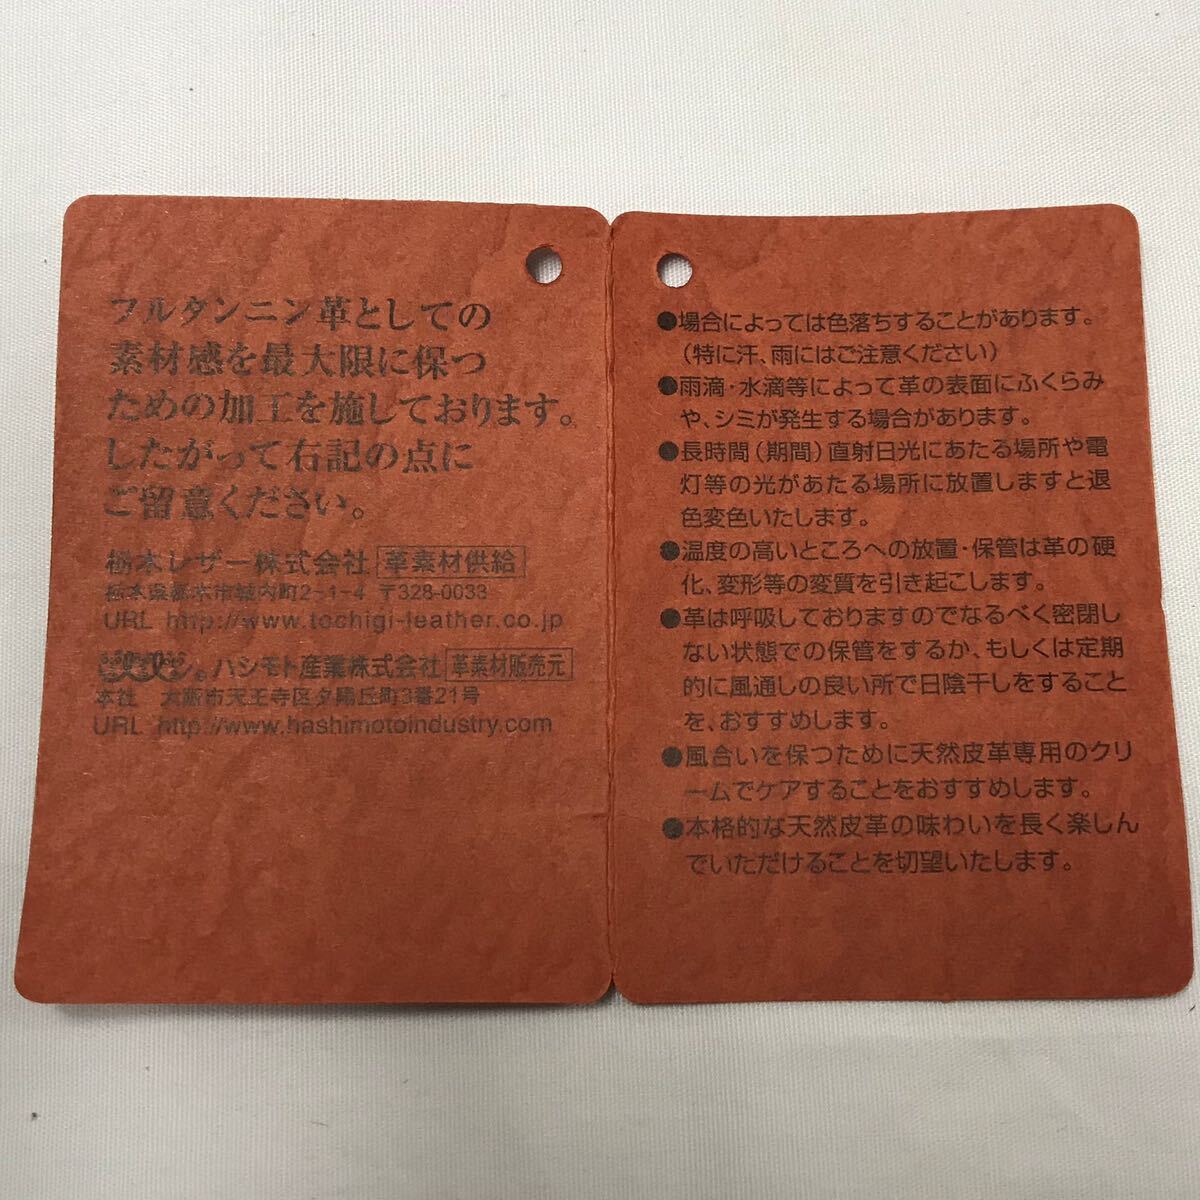 フルタンニン革としての
素材感を最大限に保つ
ための加工を施しております。
したがって右記の点に
ご留意ください。
栃木レザー株式会社 革素材供給
栃木県栃木市城内町2-1-4 〒328-0033
URL http://www.tochigi-leather.co.jp
ハシモト産業株式会社 革素材販売元
本社 大阪市天王寺区夕陽丘町3番21号
URL http://www.hashimotoindustry.com
●場合によっては色落ちすることがあります。
(特に汗、雨にはご注意ください)
●雨滴・水滴等によって革の表面にふくらみ
や、シミが発生する場合があります。
●長時間(期間)直射日光にあたる場所や電
灯等の光があたる場所に放置しますと退
色変色いたします。
●温度の高いところへの放置・保管は革の硬
化、変形等の変質を引き起こします。
●革は呼吸しておりますのでなるべく密閉し
ない状態での保管をするか、もしくは定期
的に風通しの良い所で日陰干しをすること
を、おすすめします。
●風合いを保つために天然皮革専用のクリ
ームでケアすることをおすすめします。
●本格的な天然皮革の味わいを長く楽しん
でいただけることを切望いたします。